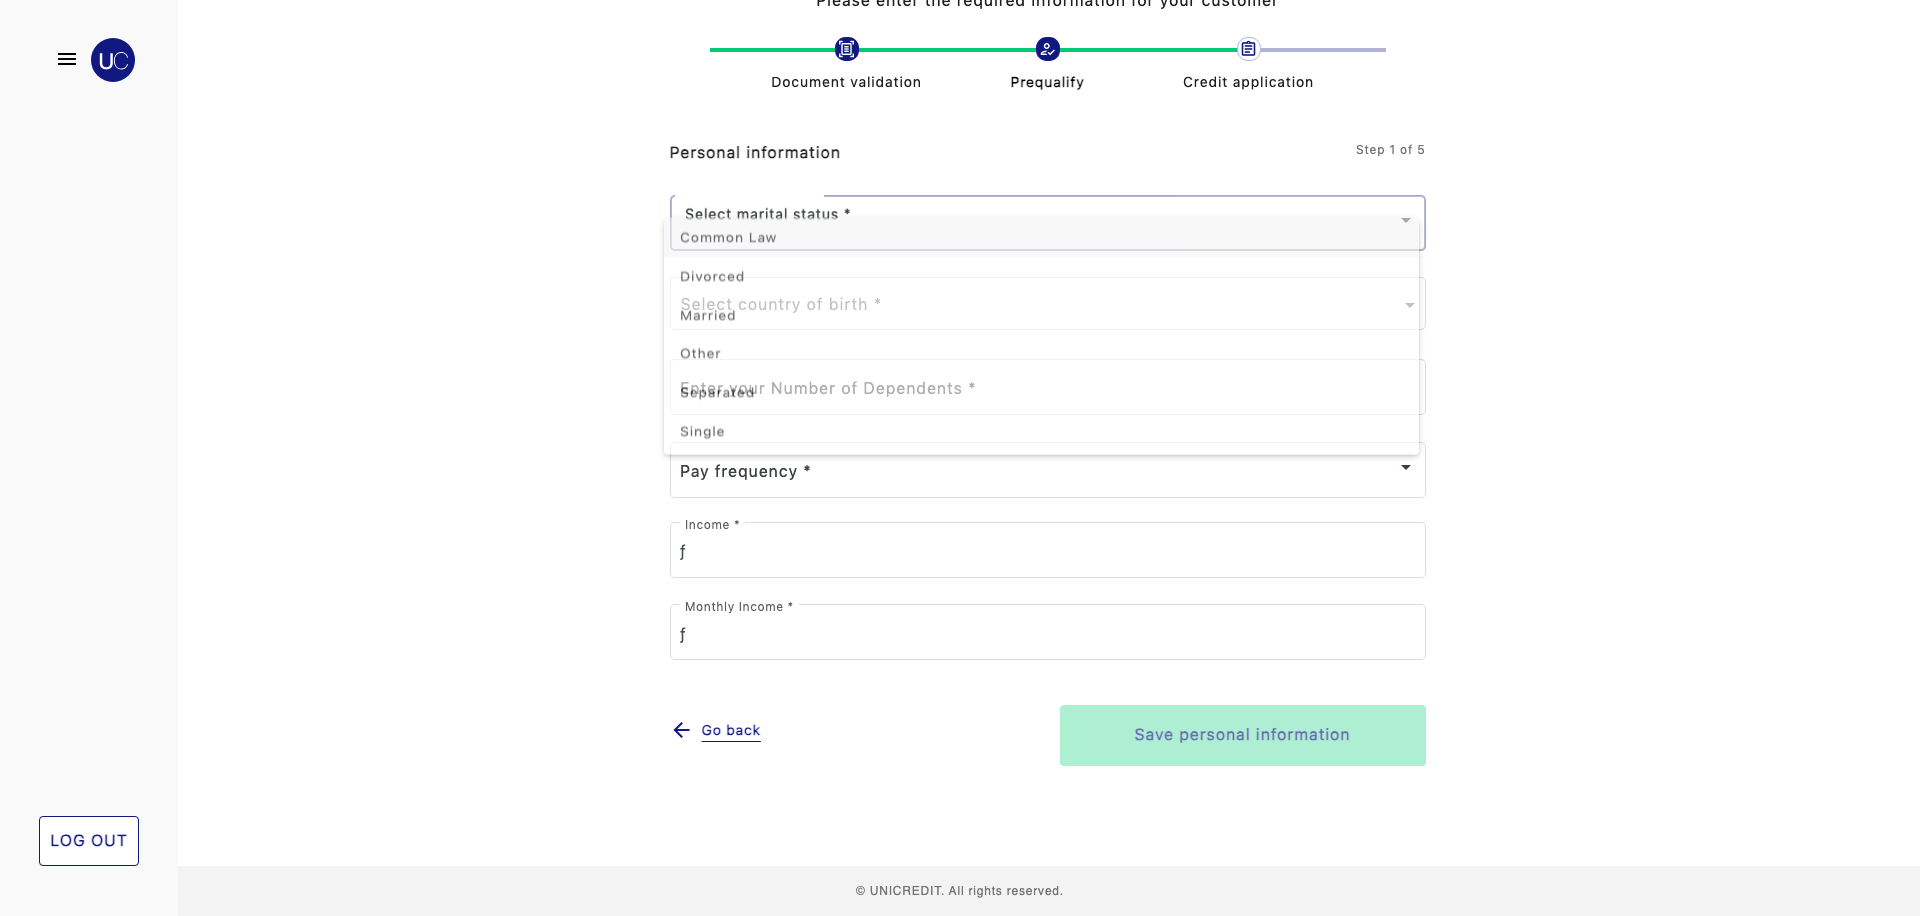 Please enter the required information for your customer
UC
Document validation
Prequalify
Credit application
Personal information
Step 1 of 5
Select marital status *
Common Law
Divorced
Select country of birth *
Married
Other
Enter your Number of Dependents *
Separated
Single
Pay frequency *
Income *
ƒ
Monthly Income *
ƒ
Go back
Save personal information
LOG OUT
© UNICREDIT. All rights reserved.